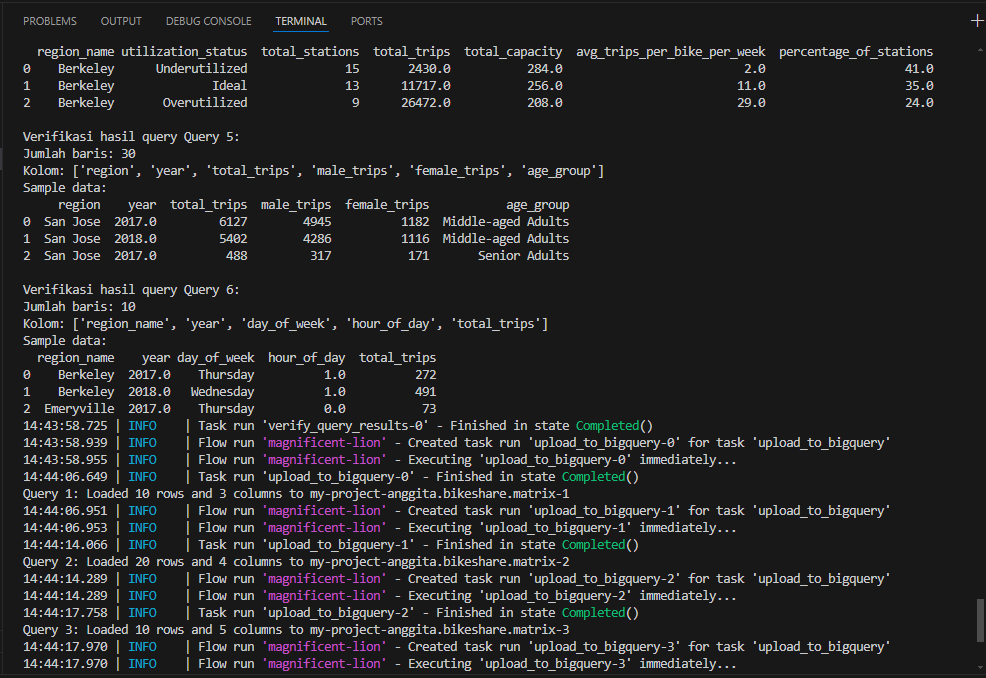 PROBLEMS OUTPUT DEBUG CONSOLE TERMINAL PORTS
region_name utilization_status total_stations total_trips total_capacity avg_trips_per_bike_per_week percentage_of_stations
0 Berkeley Underutilized 15 2430.0 284.0 2.0 41.0
1 Berkeley Ideal 13 11717.0 256.0 11.0 35.0
2 Berkeley Overutilized 9 26472.0 208.0 29.0 24.0
Verifikasi hasil query Query 5:
Jumlah baris: 30
Kolom: ['region', 'year', 'total_trips', 'male_trips', 'female_trips', 'age_group']
Sample data:
region year total_trips male_trips female_trips age_group
0 San Jose 2017.0 6127 4945 1182 Middle-aged Adults
1 San Jose 2018.0 5402 4286 1116 Middle-aged Adults
2 San Jose 2017.0 488 317 171 Senior Adults
Verifikasi hasil query Query 6:
Jumlah baris: 10
Kolom: ['region_name', 'year', 'day_of_week', 'hour_of_day', 'total_trips']
Sample data:
region_name year day_of_week hour_of_day total_trips
0 Berkeley 2017.0 Thursday 1.0 272
1 Berkeley 2018.0 Wednesday 1.0 491
2 Emeryville 2017.0 Thursday 0.0 73
14:43:58.725 | INFO | Task run 'verify_query_results-0' - Finished in state Completed()
14:43:58.939 | INFO | Flow run 'magnificent-lion' - Created task run 'upload_to_bigquery-0' for task 'upload_to_bigquery'
14:43:58.955 | INFO | Flow run 'magnificent-lion' - Executing 'upload_to_bigquery-0' immediately...
14:44:06.649 | INFO | Task run 'upload_to_bigquery-0' - Finished in state Completed()
Query 1: Loaded 10 rows and 3 columns to my-project-anggita.bikeshare.matrix-1
14:44:06.951 | INFO | Flow run 'magnificent-lion' - Created task run 'upload_to_bigquery-1' for task 'upload_to_bigquery'
14:44:06.953 | INFO | Flow run 'magnificent-lion' - Executing 'upload_to_bigquery-1' immediately...
14:44:14.066 | INFO | Task run 'upload_to_bigquery-1' - Finished in state Completed()
Query 2: Loaded 20 rows and 4 columns to my-project-anggita.bikeshare.matrix-2
14:44:14.289 | INFO | Flow run 'magnificent-lion' - Created task run 'upload_to_bigquery-2' for task 'upload_to_bigquery'
14:44:14.289 | INFO | Flow run 'magnificent-lion' - Executing 'upload_to_bigquery-2' immediately...
14:44:17.758 | INFO | Task run 'upload_to_bigquery-2' - Finished in state Completed()
Query 3: Loaded 10 rows and 5 columns to my-project-anggita.bikeshare.matrix-3
14:44:17.970 | INFO | Flow run 'magnificent-lion' - Created task run 'upload_to_bigquery-3' for task 'upload_to_bigquery'
14:44:17.970 | INFO | Flow run 'magnificent-lion' - Executing 'upload_to_bigquery-3' immediately...